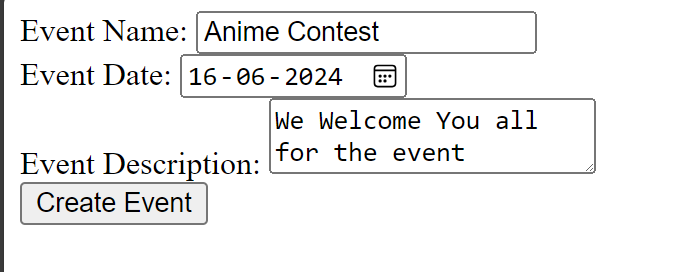 Event Name: Anime Contest
Event Date: 16-06-2024
We Welcome You all
for the event
Event Description:
Create Event